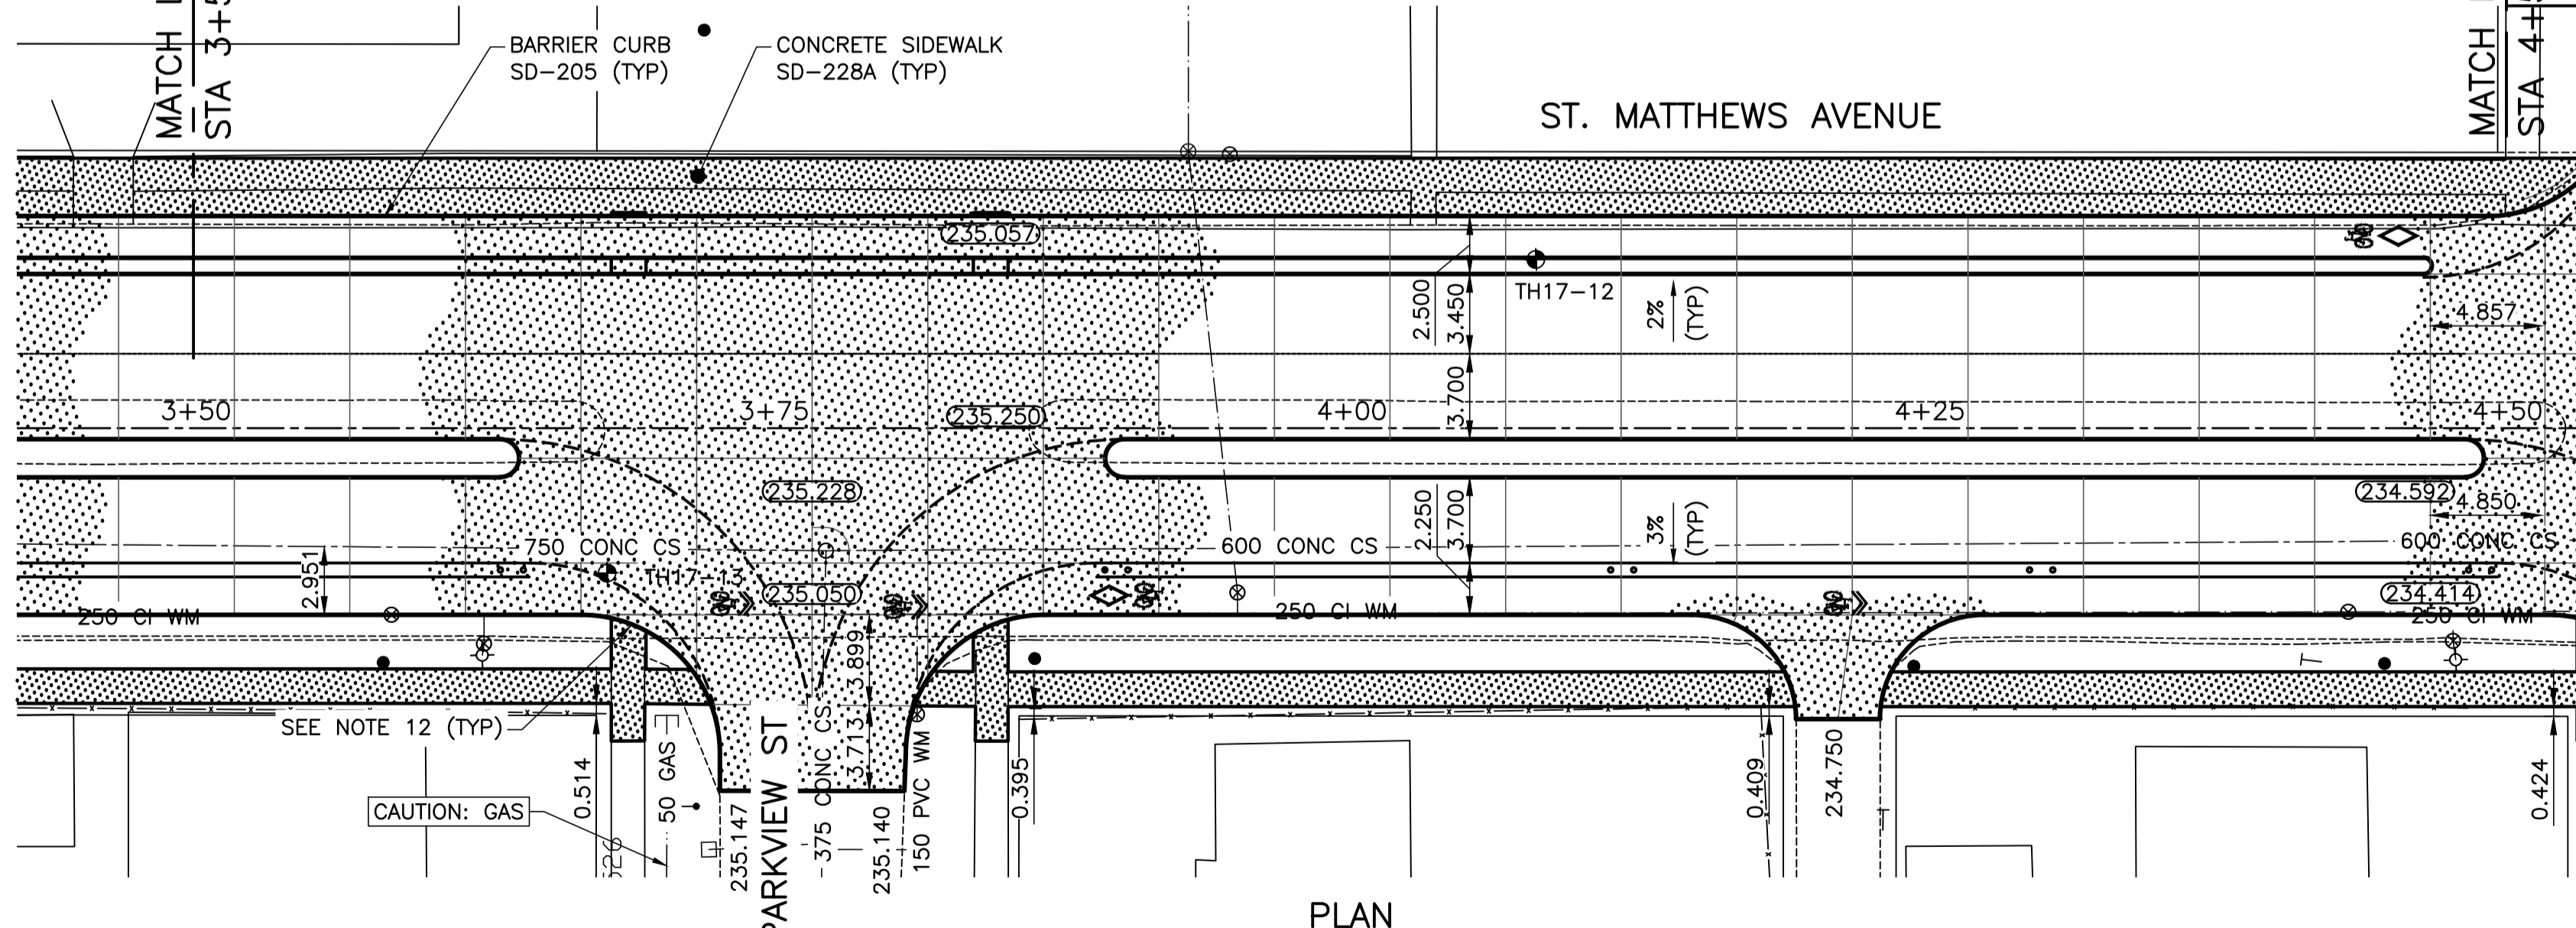 MATCH L
STA 3+5
BARRIER CURB
SD-205 (TYP)
CONCRETE SIDEWALK
SD-228A (TYP)
ST. MATTHEWS AVENUE
MATCH
STA 4+5
235.057
TH17-12
2.500
3.450
2%
(TYP)
4.857
3+50
3+75
235.250
4+00
3.700
4+25
4+50
235.228
234.592
4.850
2.250
3.700
3%
(TYP)
750 CONC CS
600 CONC CS
600 CONC CS
2.951
TH17-13
235.050
234.414
250 CI WM
250 CI WM
250 CI WM
3.899
SEE NOTE 12 (TYP)
3.713
0.514
50 GAS
CAUTION: GAS
235.147
PARKVIEW ST
375 CONC CS
235.140
150 PVC WM
0.395
0.409
234.750
0.424
PLAN